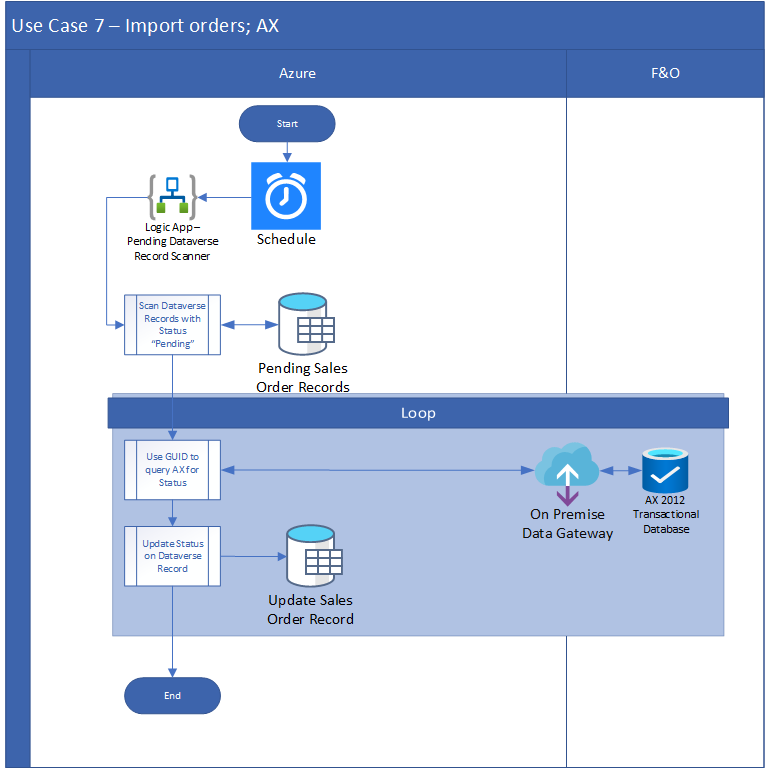 Use Case 7 – Import orders; AX
Azure
F&O
Start
Schedule
Logic App –
Pending Dataverse
Record Scanner
Scan Dataverse
Records with
Status
“Pending”
Pending Sales
Order Records
Loop
Use GUID to
query AX for
Status
On Premise
Data Gateway
AX 2012
Transactional
Database
Update Status
on Dataverse
Record
Update Sales
Order Record
End